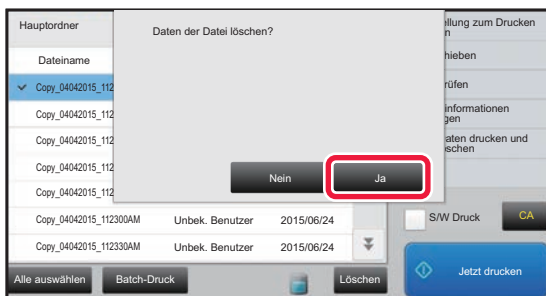 Hauptordner
Daten der Datei löschen?
Dateiname
Copy_04042015_112
Copy_04042015_112
Copy_04042015_112
Copy_04042015_112
Copy_04042015_112
Nein
Ja
Copy_04042015_112300AM Unbek. Benutzer 2015/06/24
Copy_04042015_112330AM Unbek. Benutzer 2015/06/24
Alle auswählen
Batch-Druck
Löschen
llung zum Drucken
n
hieben
rüfen
informationen
gen
aten drucken und
schen
S/W Druck
CA
Jetzt drucken